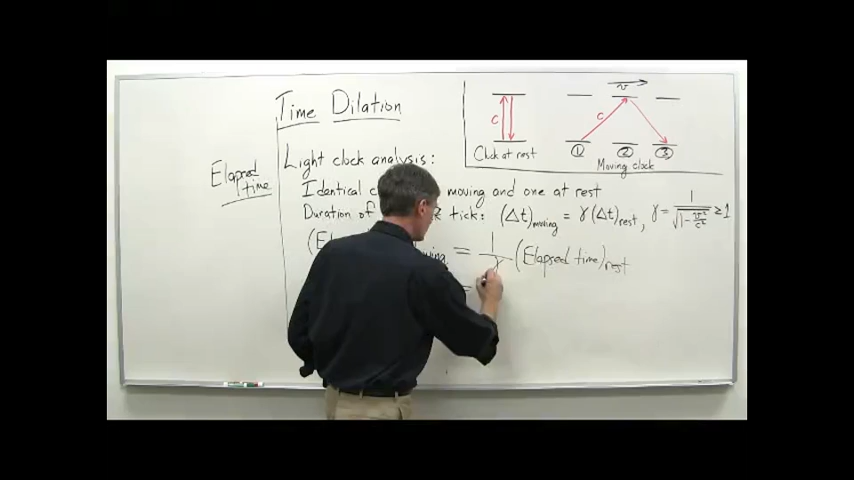 Time Dilation
Elapsed
time
Light clock analysis:
Identical moving and one at rest
Duration of tick: (Δt)moving = γ(Δt)rest, γ = 1/√(1-v²/c²) ≥ 1
= 1/γ (Elapsed time)rest
=
v
c
c
Clock at rest
① ② ③
Moving clock